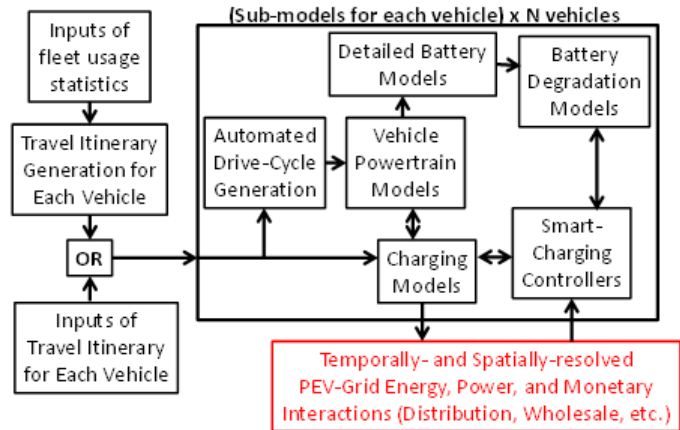 (Sub-models for each vehicle) x N vehicles
Inputs of
fleet usage
statistics
Travel Itinerary
Generation for
Each Vehicle
OR
Inputs of
Travel Itinerary
for Each Vehicle
Automated
Drive-Cycle
Generation
Detailed Battery
Models
Battery
Degradation
Models
Vehicle
Powertrain
Models
Charging
Models
Smart-
Charging
Controllers
Temporally- and Spatially-resolved
PEV-Grid Energy, Power, and Monetary
Interactions (Distribution, Wholesale, etc.)